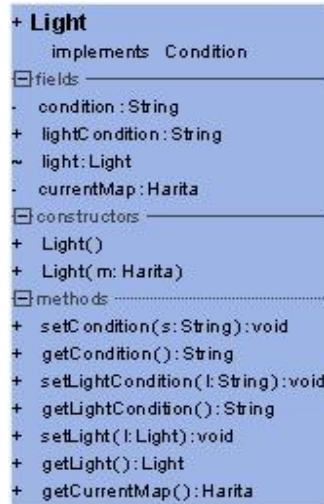 + Light
implements Condition
fields
- condition : String
+ lightCondition : String
~ light : Light
- currentMap : Harita
constructors
+ Light()
+ Light( m: Harita )
methods
+ setCondition( s: String ) : void
+ getCondition() : String
+ setLightCondition( l: String ) : void
+ getLightCondition() : String
+ setLight( l: Light ) : void
+ getLight() : Light
+ getCurrentMap() : Harita